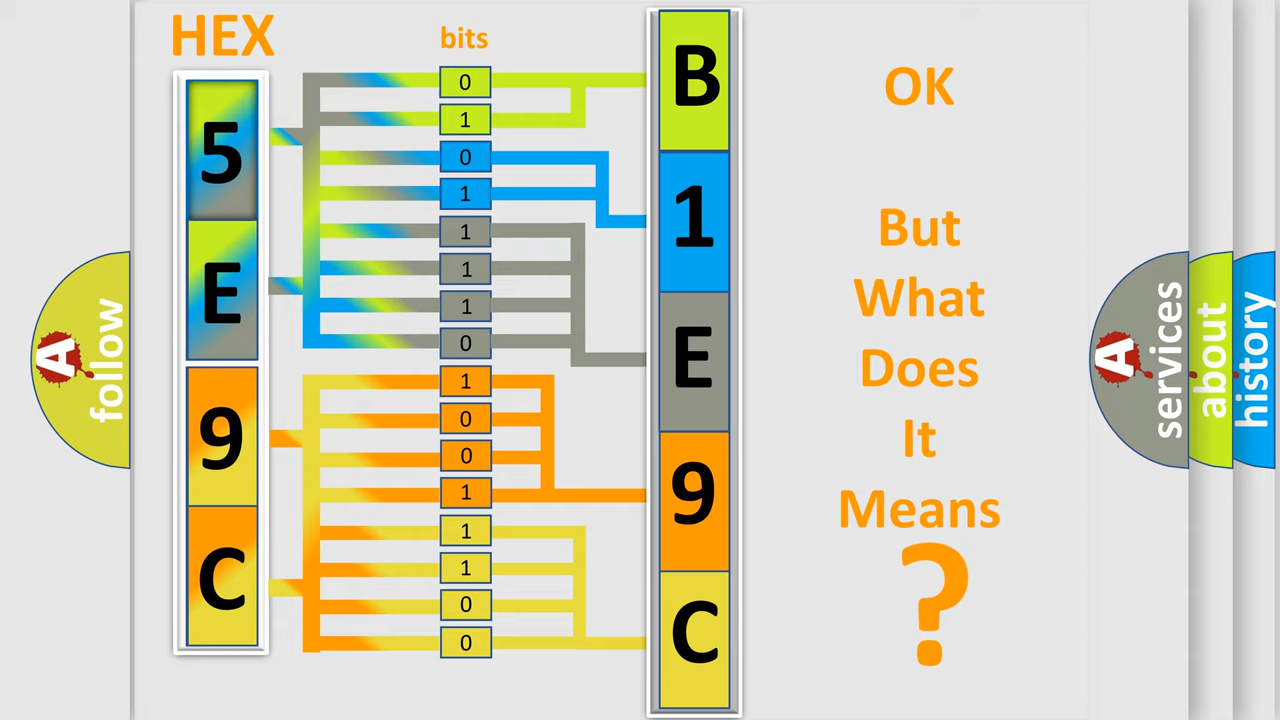 HEX
bits
5
E
9
C
0
1
0
1
1
1
1
0
1
0
0
1
1
1
0
0
B
1
E
9
C
OK
But
What
Does
It
Means
?
A
follow
A
services
about
history